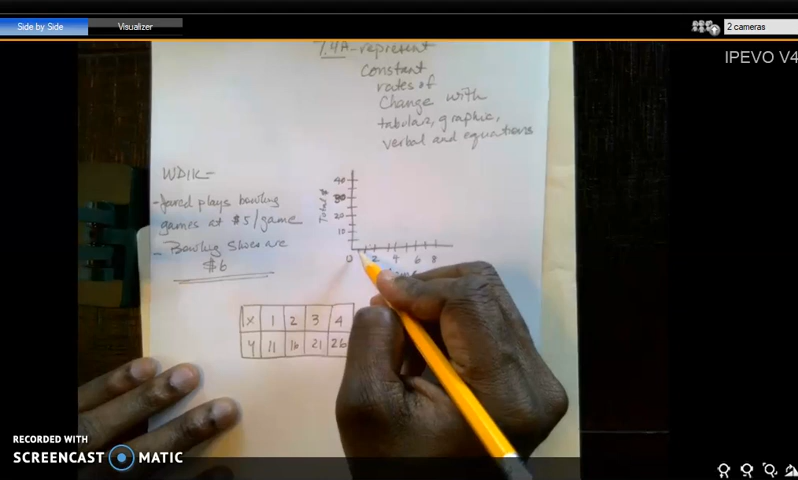 Side by Side
Visualizer
2 cameras
IPEVO V4
7.4A-represent
Constant
rates of
Change with
tabular, graphic,
verbal and equations
WDIK-
-Jared plays bowling
games at $5/game
- Bowling Shoes are
$6
Total $
40
30
20
10
0 2 4 6 8
X 1 2 3 4
Y 11 16 21 26
RECORDED WITH
SCREENCAST MATIC